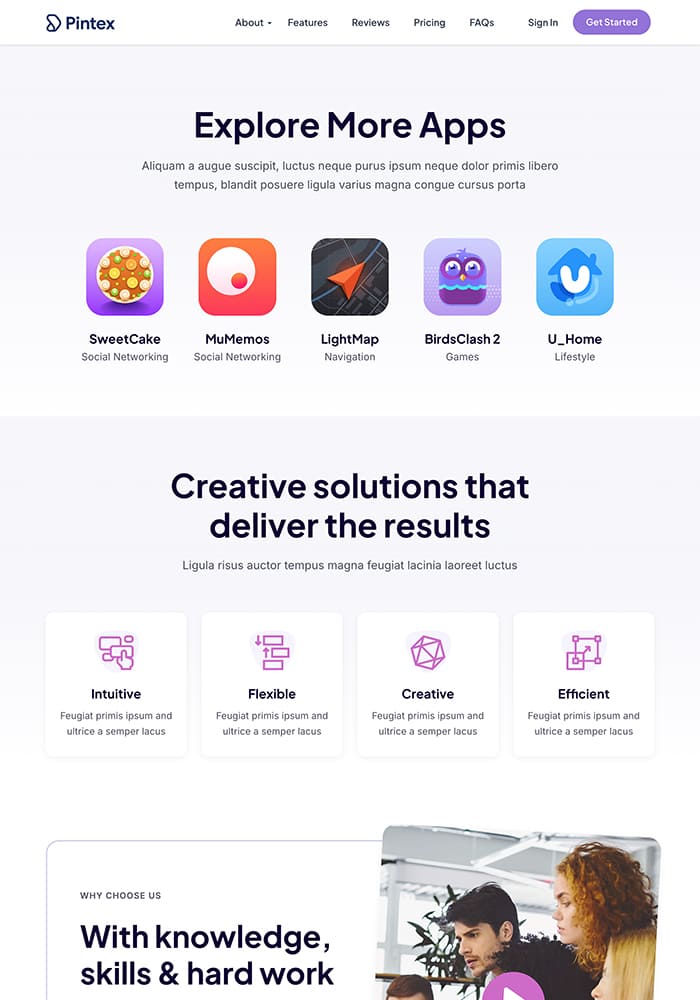 Pintex
About
Features
Reviews
Pricing
FAQs
Sign In
Get Started
Explore More Apps
Aliquam a augue suscipit, luctus neque purus ipsum neque dolor primis libero
tempus, blandit posuere ligula varius magna congue cursus porta
SweetCake
Social Networking
MuMemos
Social Networking
LightMap
Navigation
BirdsClash 2
Games
U_Home
Lifestyle
Creative solutions that
deliver the results
Ligula risus auctor tempus magna feugiat lacinia laoreet luctus
Intuitive
Feugiat primis ipsum and
ultrice a semper lacus
Flexible
Feugiat primis ipsum and
ultrice a semper lacus
Creative
Feugiat primis ipsum and
ultrice a semper lacus
Efficient
Feugiat primis ipsum and
ultrice a semper lacus
WHY CHOOSE US
With knowledge,
skills & hard work